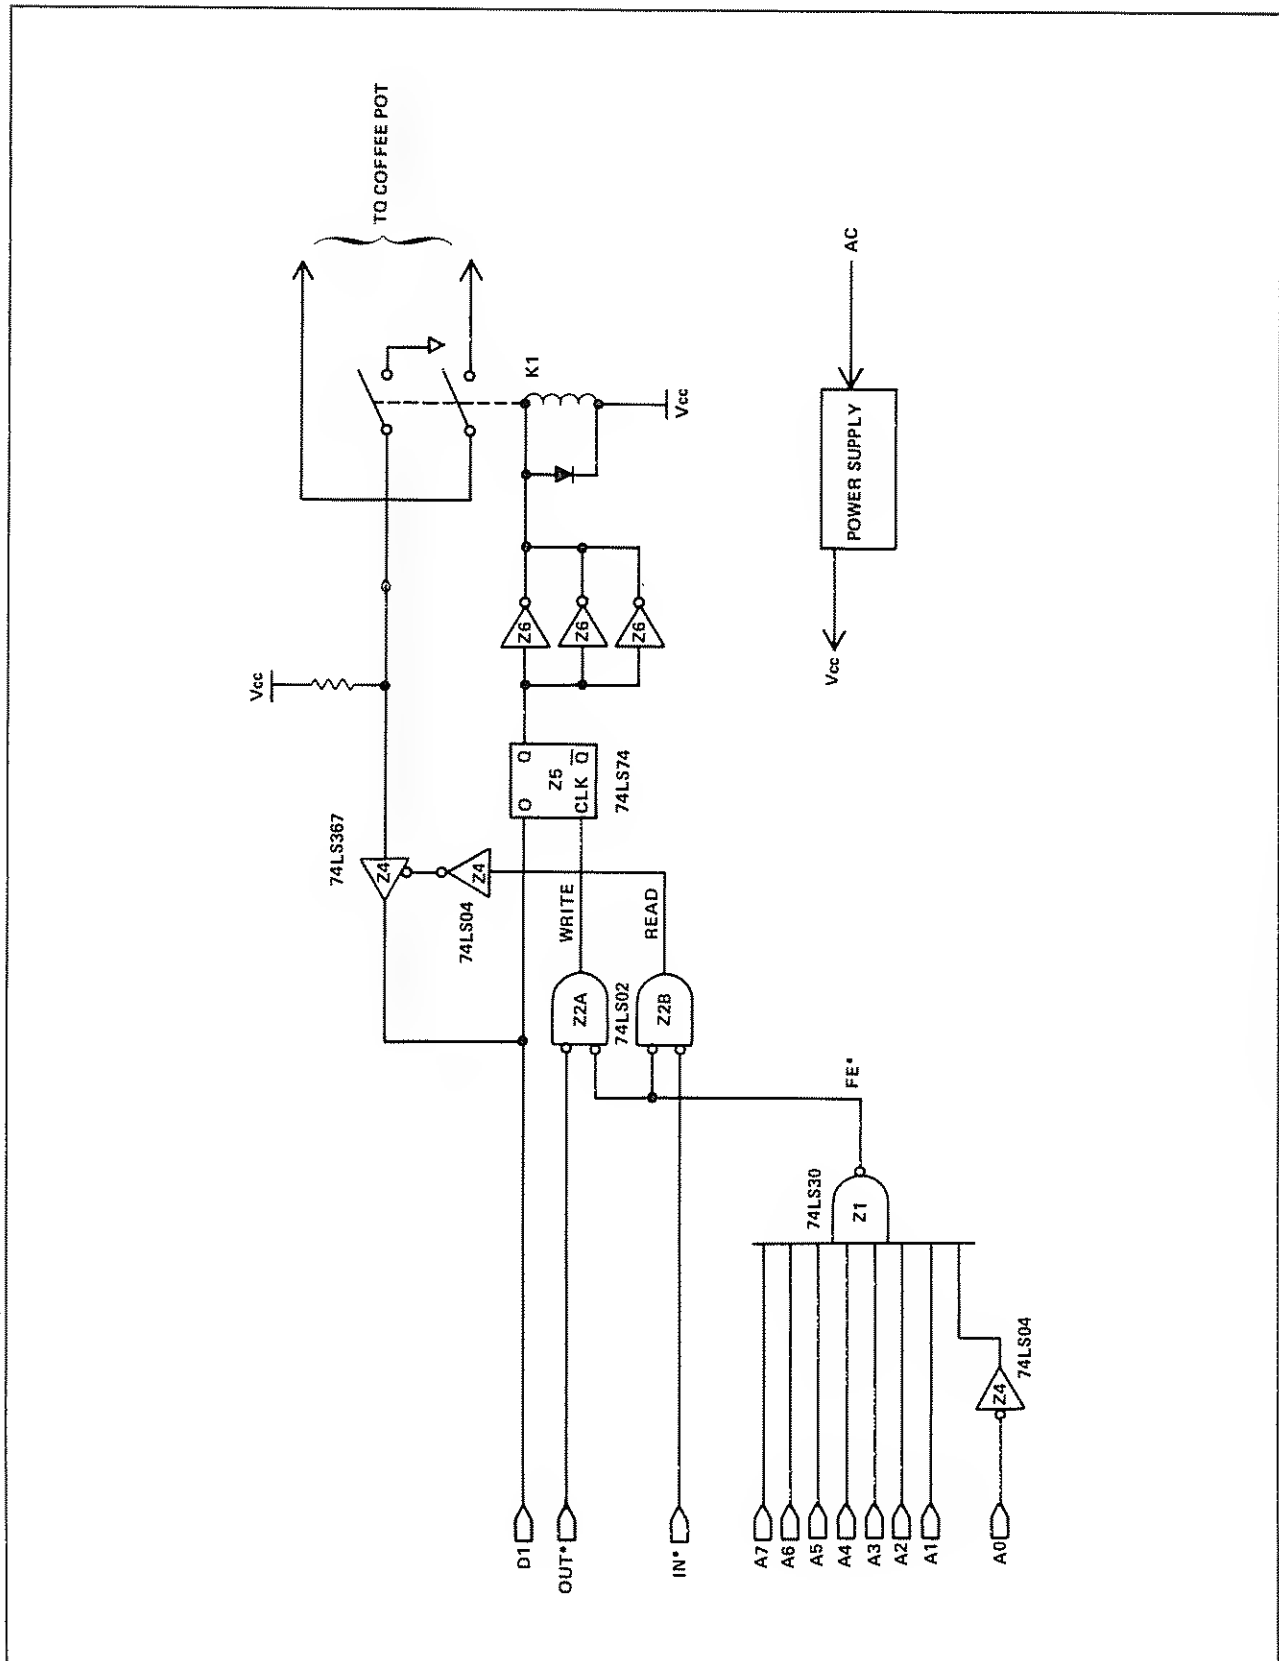 TO COFFEE POT
K1
Vcc
AC
POWER SUPPLY
Vcc
Vcc
Z6
Z6
Z6
74LS367
Z4
Z4
74LS04
O Q
Z5
CLK Q
74LS74
WRITE
READ
Z2A
74LS02
Z2B
FE*
74LS30
Z1
Z4
74LS04
D1
OUT*
IN*
A7
A6
A5
A4
A3
A2
A1
A0